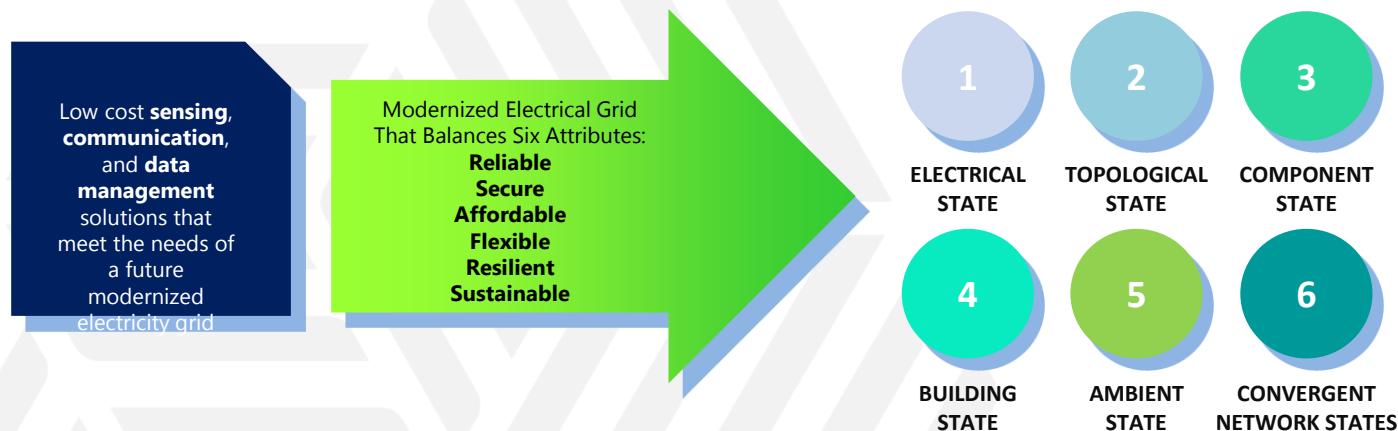 Low cost sensing,
communication,
and data
management
solutions that
meet the needs of
a future
modernized
electricity grid
Modernized Electrical Grid
That Balances Six Attributes:
Reliable
Secure
Affordable
Flexible
Resilient
Sustainable
1
2
3
ELECTRICAL
STATE
TOPOLOGICAL
STATE
COMPONENT
STATE
4
5
6
BUILDING
STATE
AMBIENT
STATE
CONVERGENT
NETWORK STATES